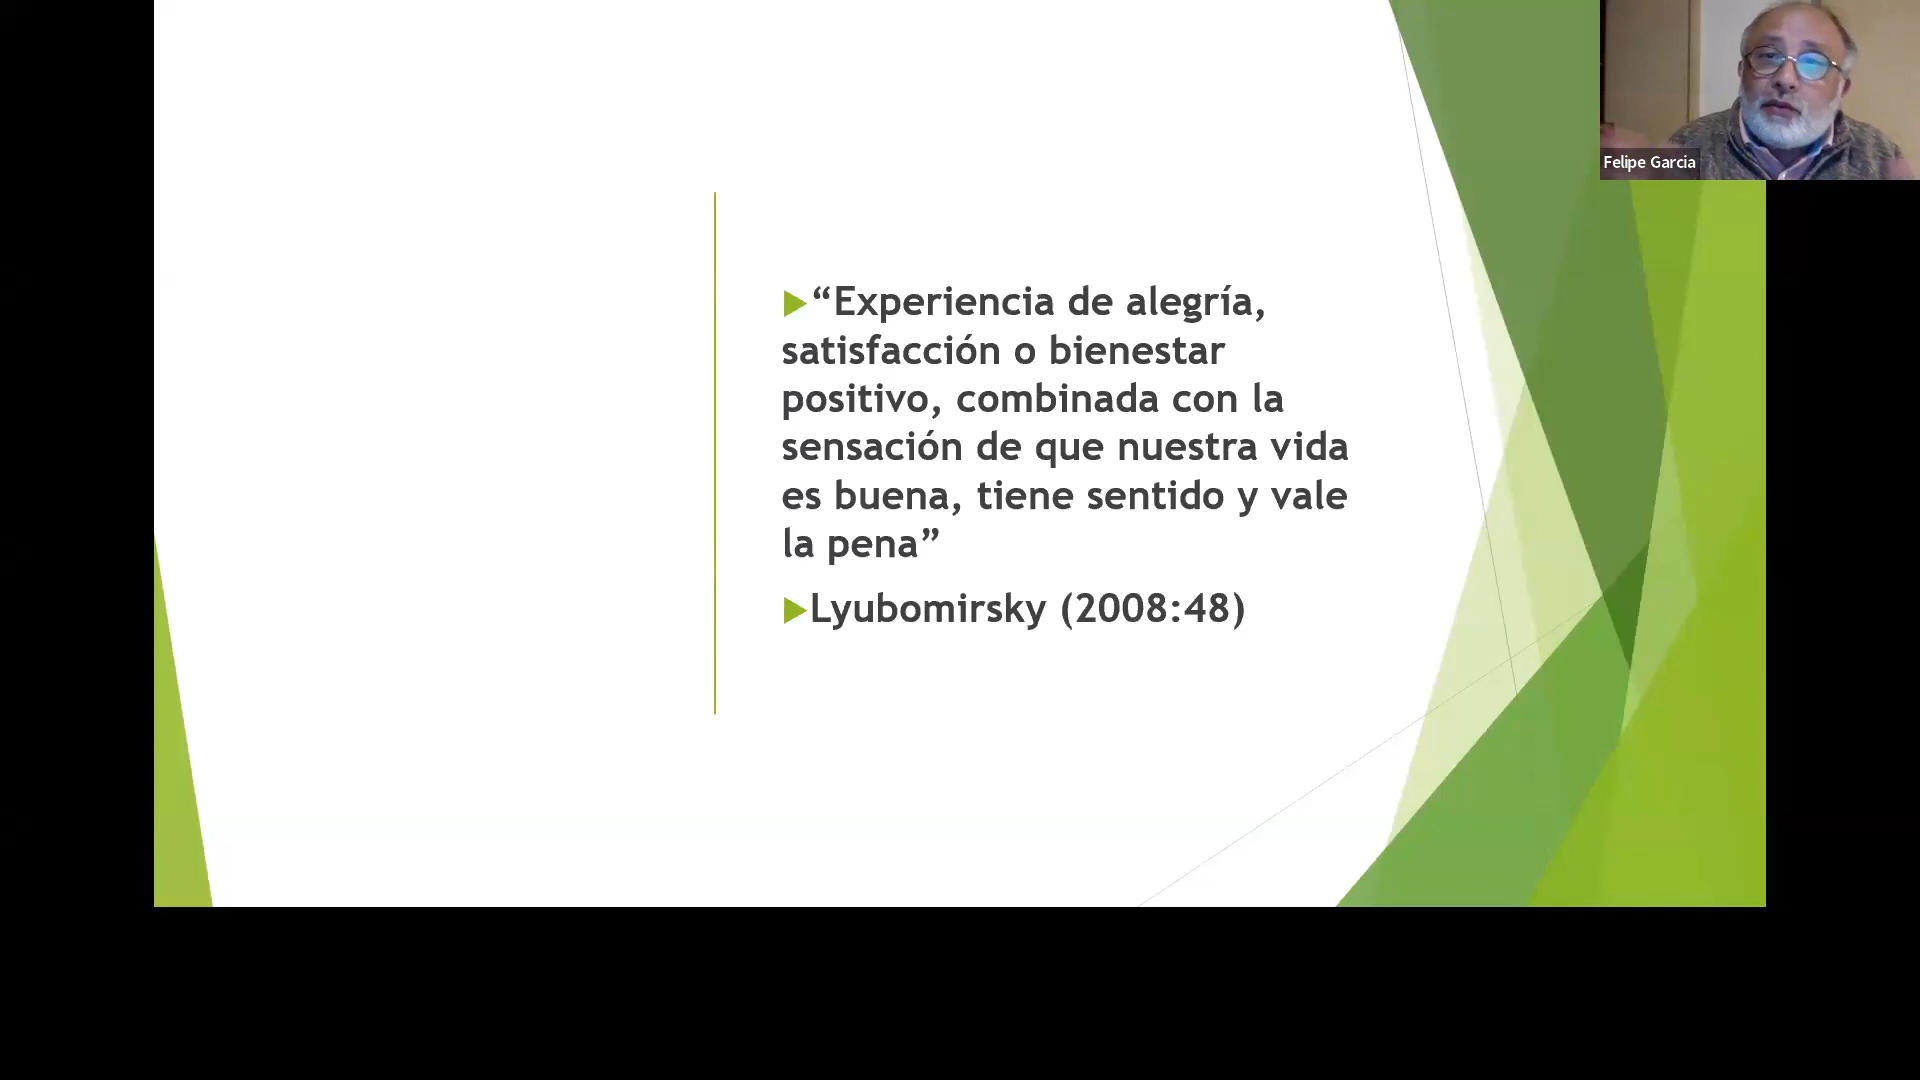 Felipe Garcia
“Experiencia de alegría,
satisfacción o bienestar
positivo, combinada con la
sensación de que nuestra vida
es buena, tiene sentido y vale
la pena”
Lyubomirsky (2008:48)